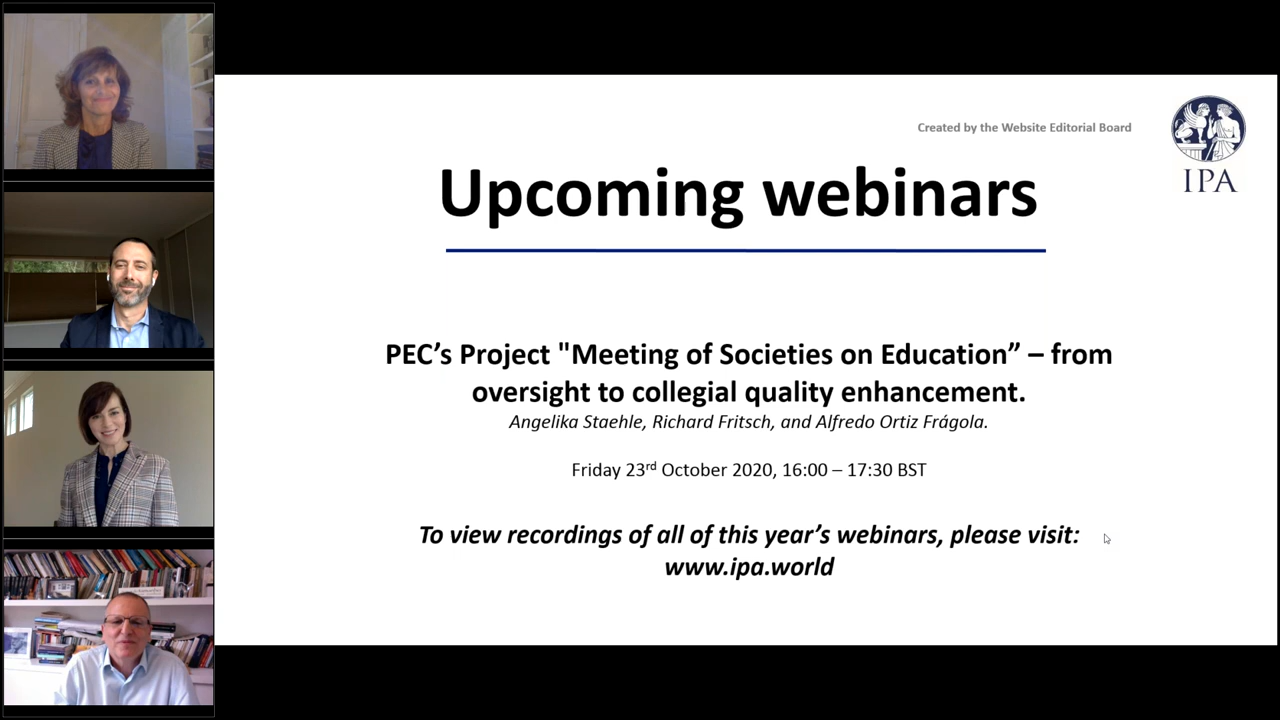 Created by the Website Editorial Board
IPA
Upcoming webinars
PEC’s Project "Meeting of Societies on Education” – from
oversight to collegial quality enhancement.
Angelika Staehle, Richard Fritsch, and Alfredo Ortiz Frágola.
Friday 23rd October 2020, 16:00 – 17:30 BST
To view recordings of all of this year’s webinars, please visit:
www.ipa.world